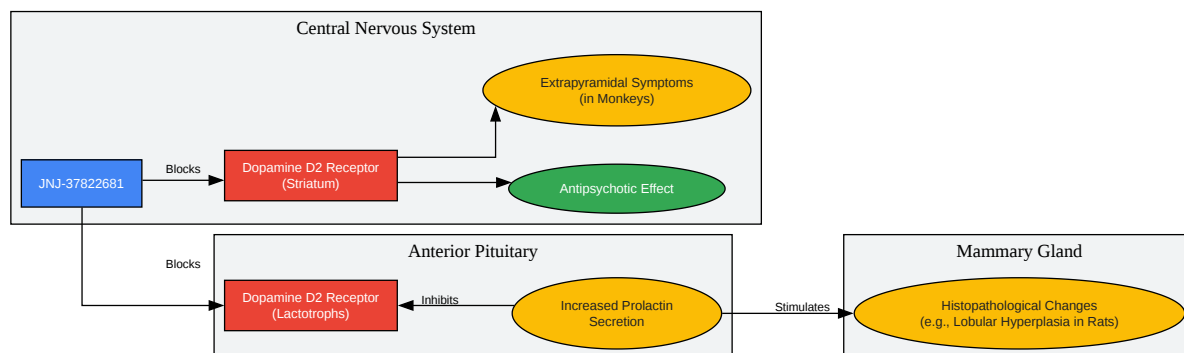 Central Nervous System
Extrapyramidal Symptoms
(in Monkeys)
JNJ-37822681
Blocks
Dopamine D2 Receptor
(Striatum)
Antipsychotic Effect
Anterior Pituitary
Mammary Gland
Blocks
Dopamine D2 Receptor
(Lactotrophs)
Inhibits
Increased Prolactin
Secretion
Stimulates
Histopathological Changes
(e.g., Lobular Hyperplasia in Rats)